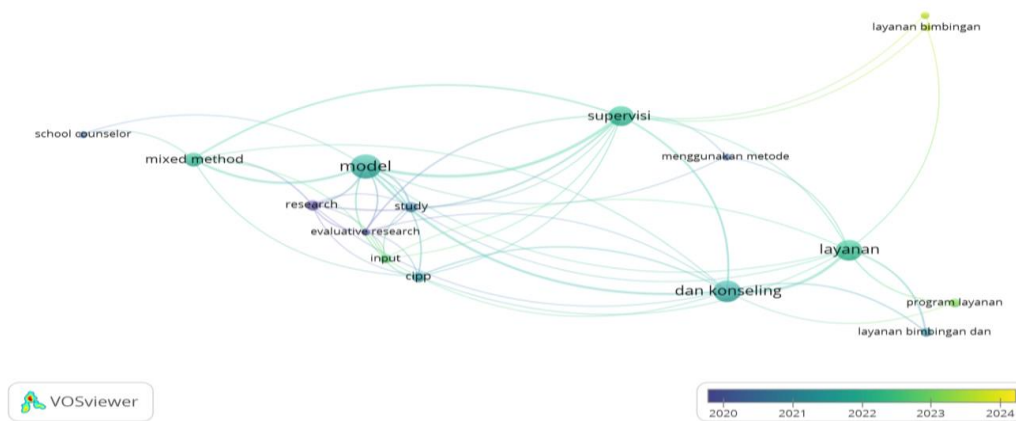 layanan bimbingan
supervisi
school counselor
mixed method
menggunakan metode
model
research
study
evaluative research
layanan
input
cipp
dan konseling
program layanan
layanan bimbingan dan
VOSviewer
2020 2021 2022 2023 2024